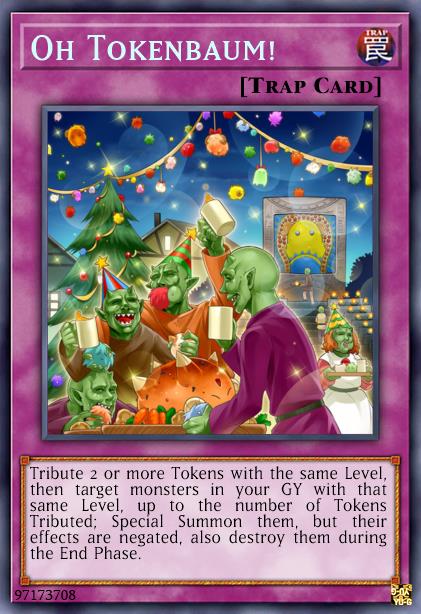 OH TOKENBAUM!
TRAP
罠
[TRAP CARD]
Tribute 2 or more Tokens with the same Level,
then target monsters in your GY with that
same Level, up to the number of Tokens
Tributed; Special Summon them, but their
effects are negated, also destroy them during
the End Phase.
97173708